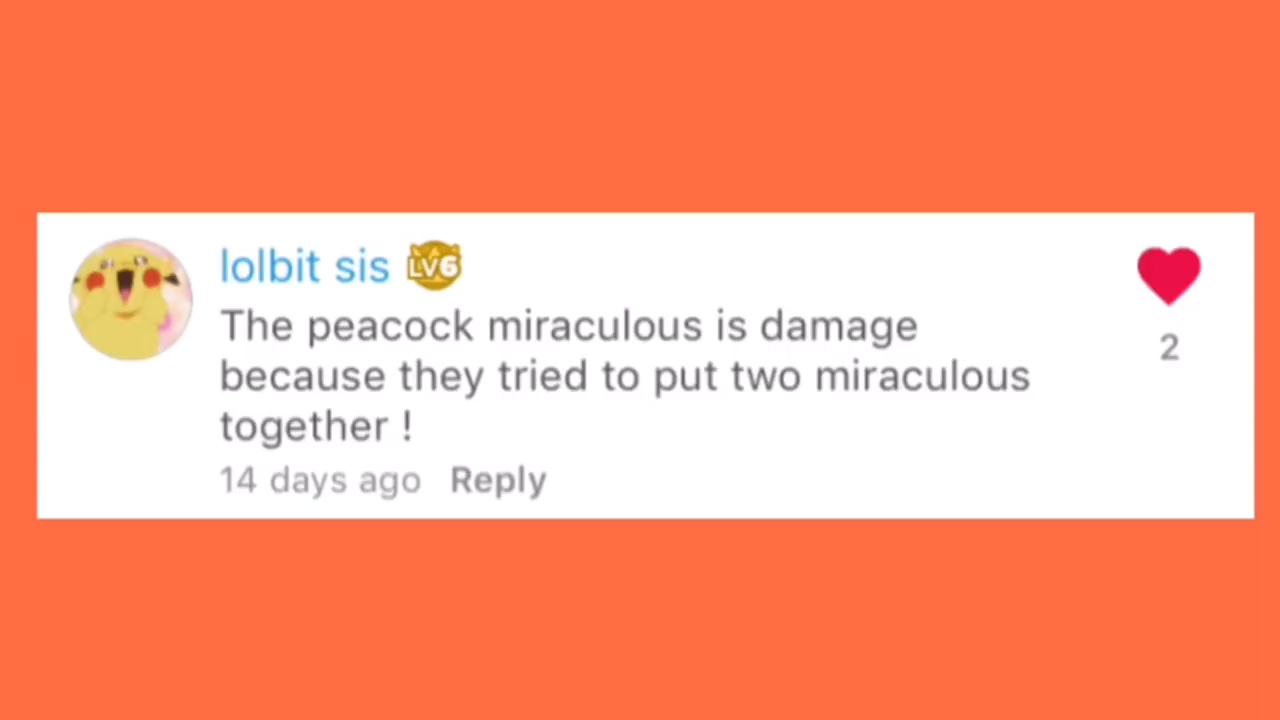 lolbit sis LV6
The peacock miraculous is damage
because they tried to put two miraculous
together !
2
14 days ago Reply